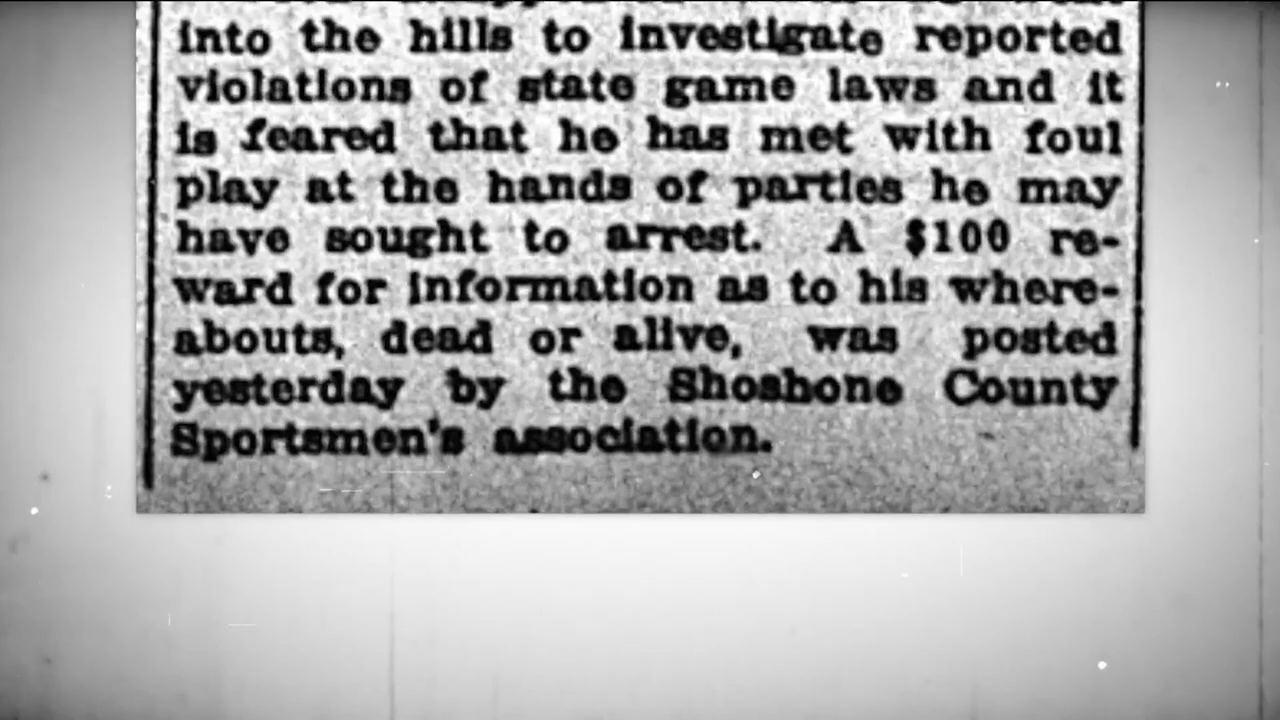 into the hills to investigate reported
violations of state game laws and it
is feared that he has met with foul
play at the hands of parties he may
have sought to arrest. A $100 re-
ward for information as to his where-
abouts, dead or alive, was posted
yesterday by the Shoshone County
Sportsmen's association.